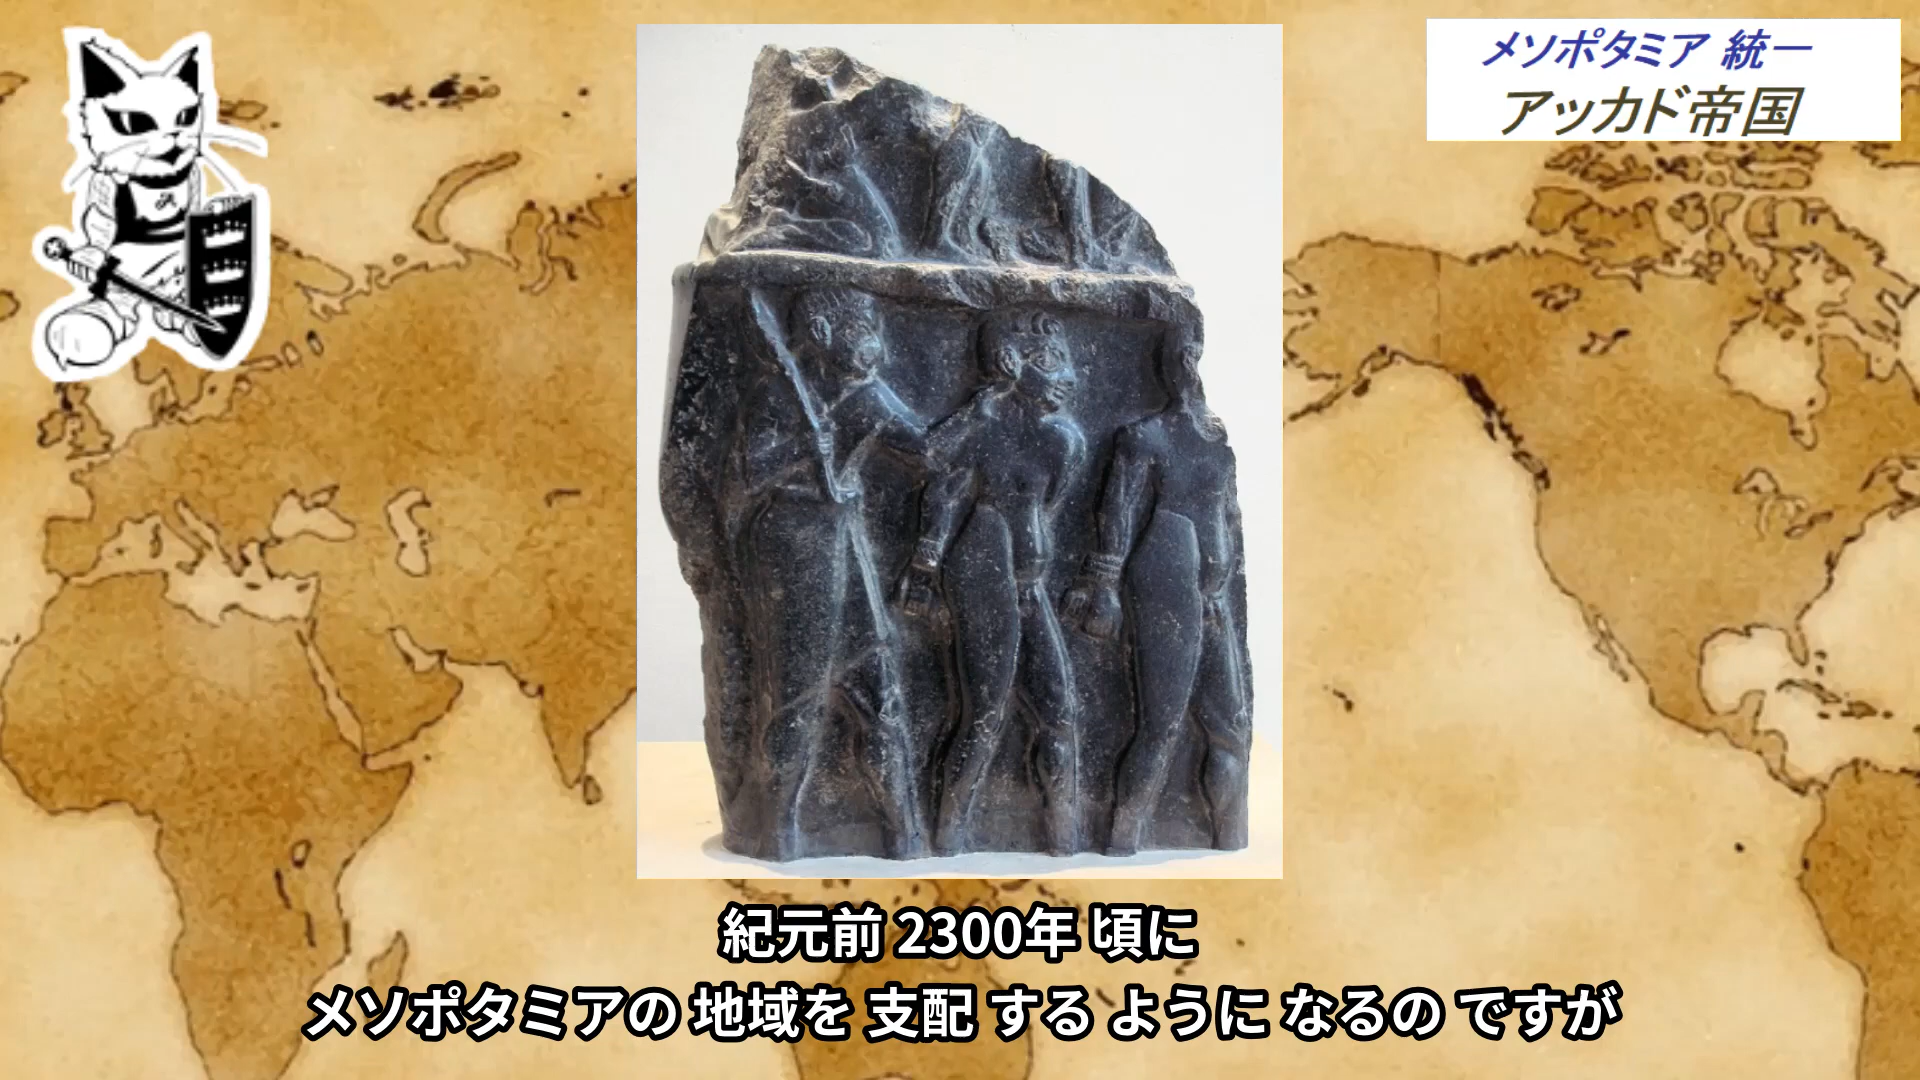 メソポタミア 統一
アッカド帝国
紀元前 2300年 頃に
メソポタミアの 地域を 支配 する ように なるの ですが